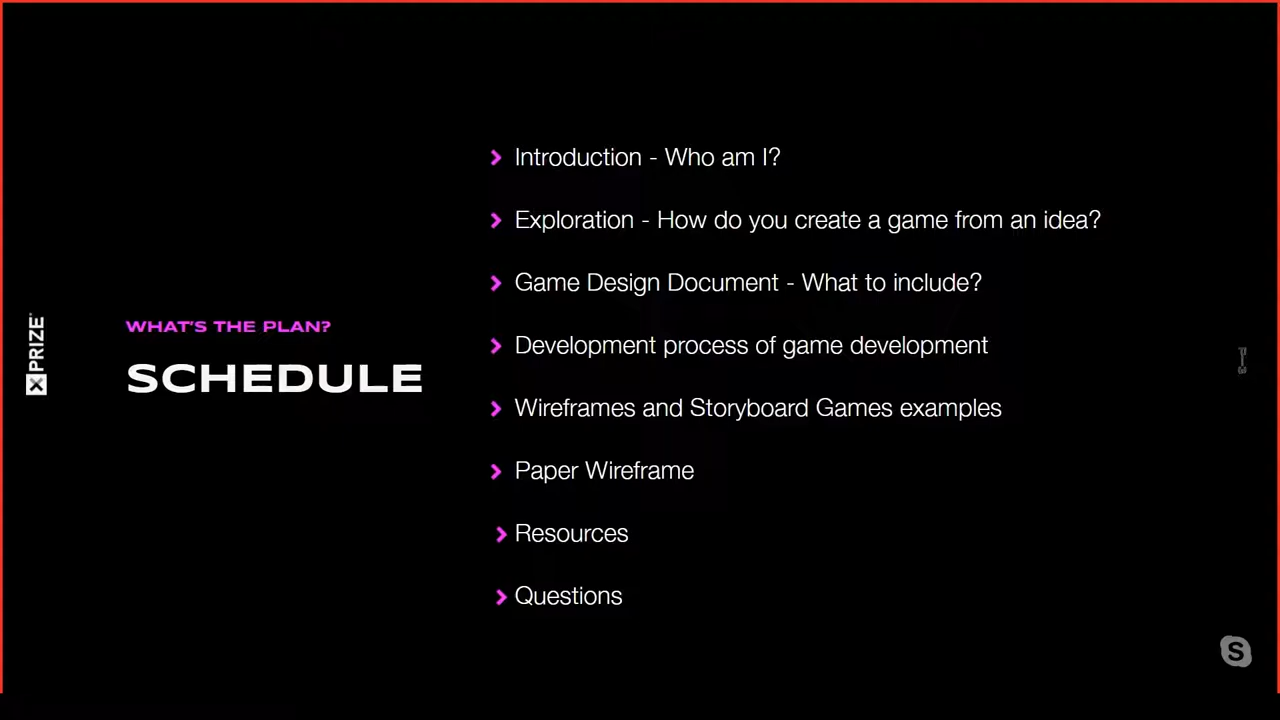 WHAT'S THE PLAN?
SCHEDULE
Introduction - Who am I?
Exploration - How do you create a game from an idea?
Game Design Document - What to include?
Development process of game development
Wireframes and Storyboard Games examples
Paper Wireframe
Resources
Questions
XPRIZE
S